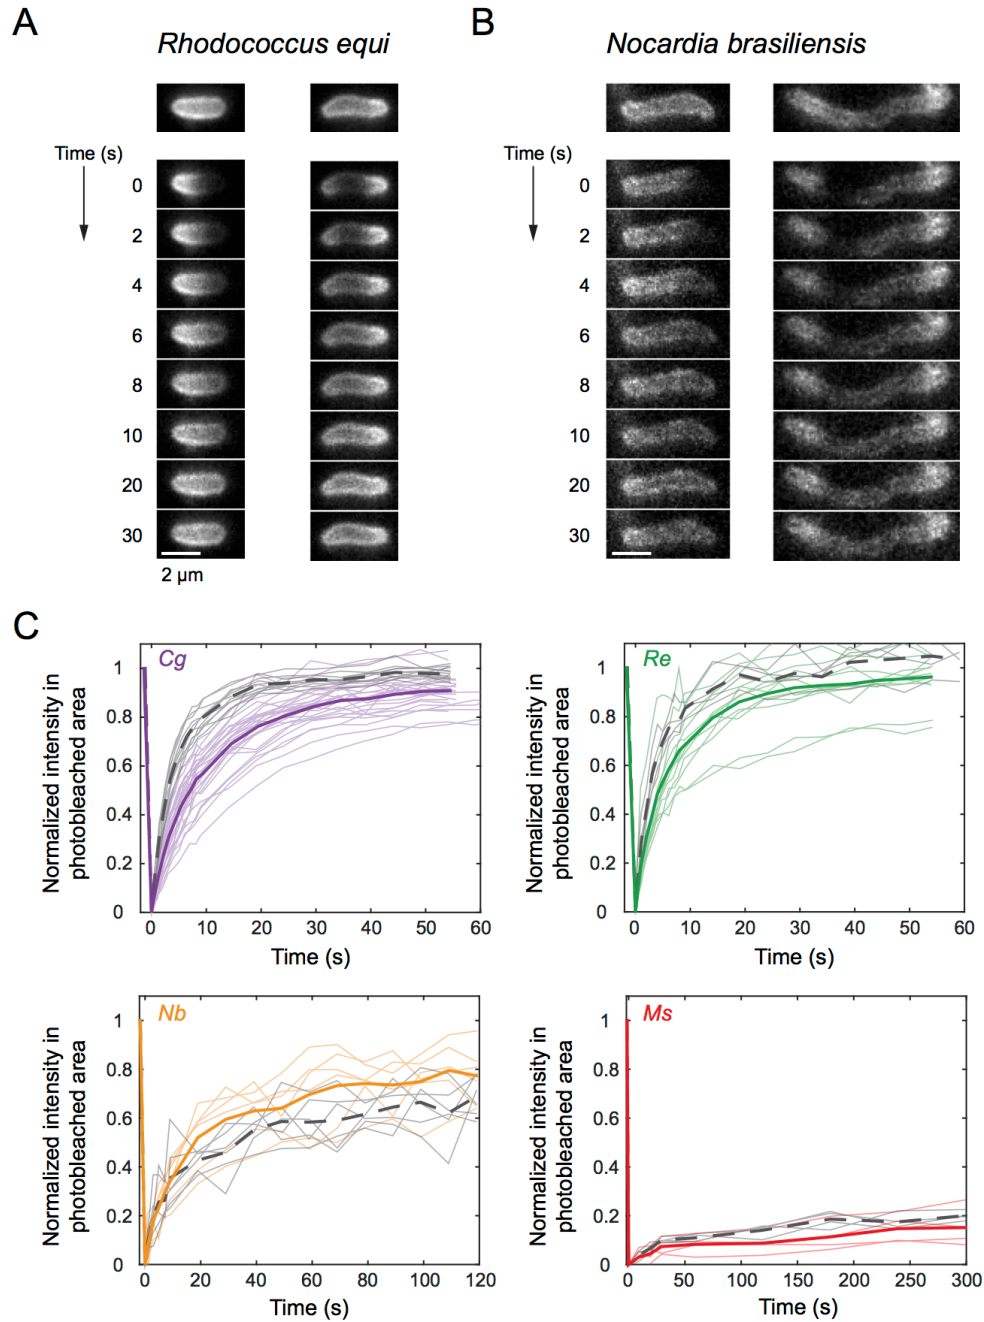 A
Rhodococcus equi
B
Nocardia brasiliensis
Time (s)
Time (s)
0
0
2
2
4
4
6
6
8
8
10
10
20
20
30
30
2 µm
C
Cg
Normalized intensity in
photobleached area
1
0.8
0.6
0.4
0.2
0
0 10 20 30 40 50 60
Time (s)
Re
Normalized intensity in
photobleached area
1
0.8
0.6
0.4
0.2
0
0 10 20 30 40 50 60
Time (s)
Nb
Normalized intensity in
photobleached area
1
0.8
0.6
0.4
0.2
0
0 20 40 60 80 100 120
Time (s)
Ms
Normalized intensity in
photobleached area
1
0.8
0.6
0.4
0.2
0
0 50 100 150 200 250 300
Time (s)